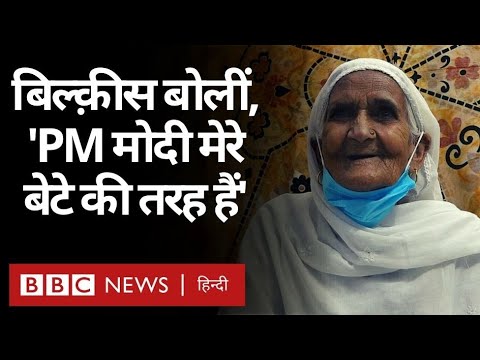 बिल्क़ीस बोलीं,
'PM मोदी मेरे
बेटे की तरह हैं'
BBC NEWS | हिन्दी